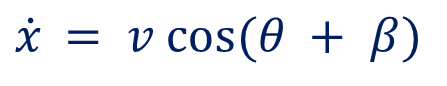 ẋ = v cos(θ + β)